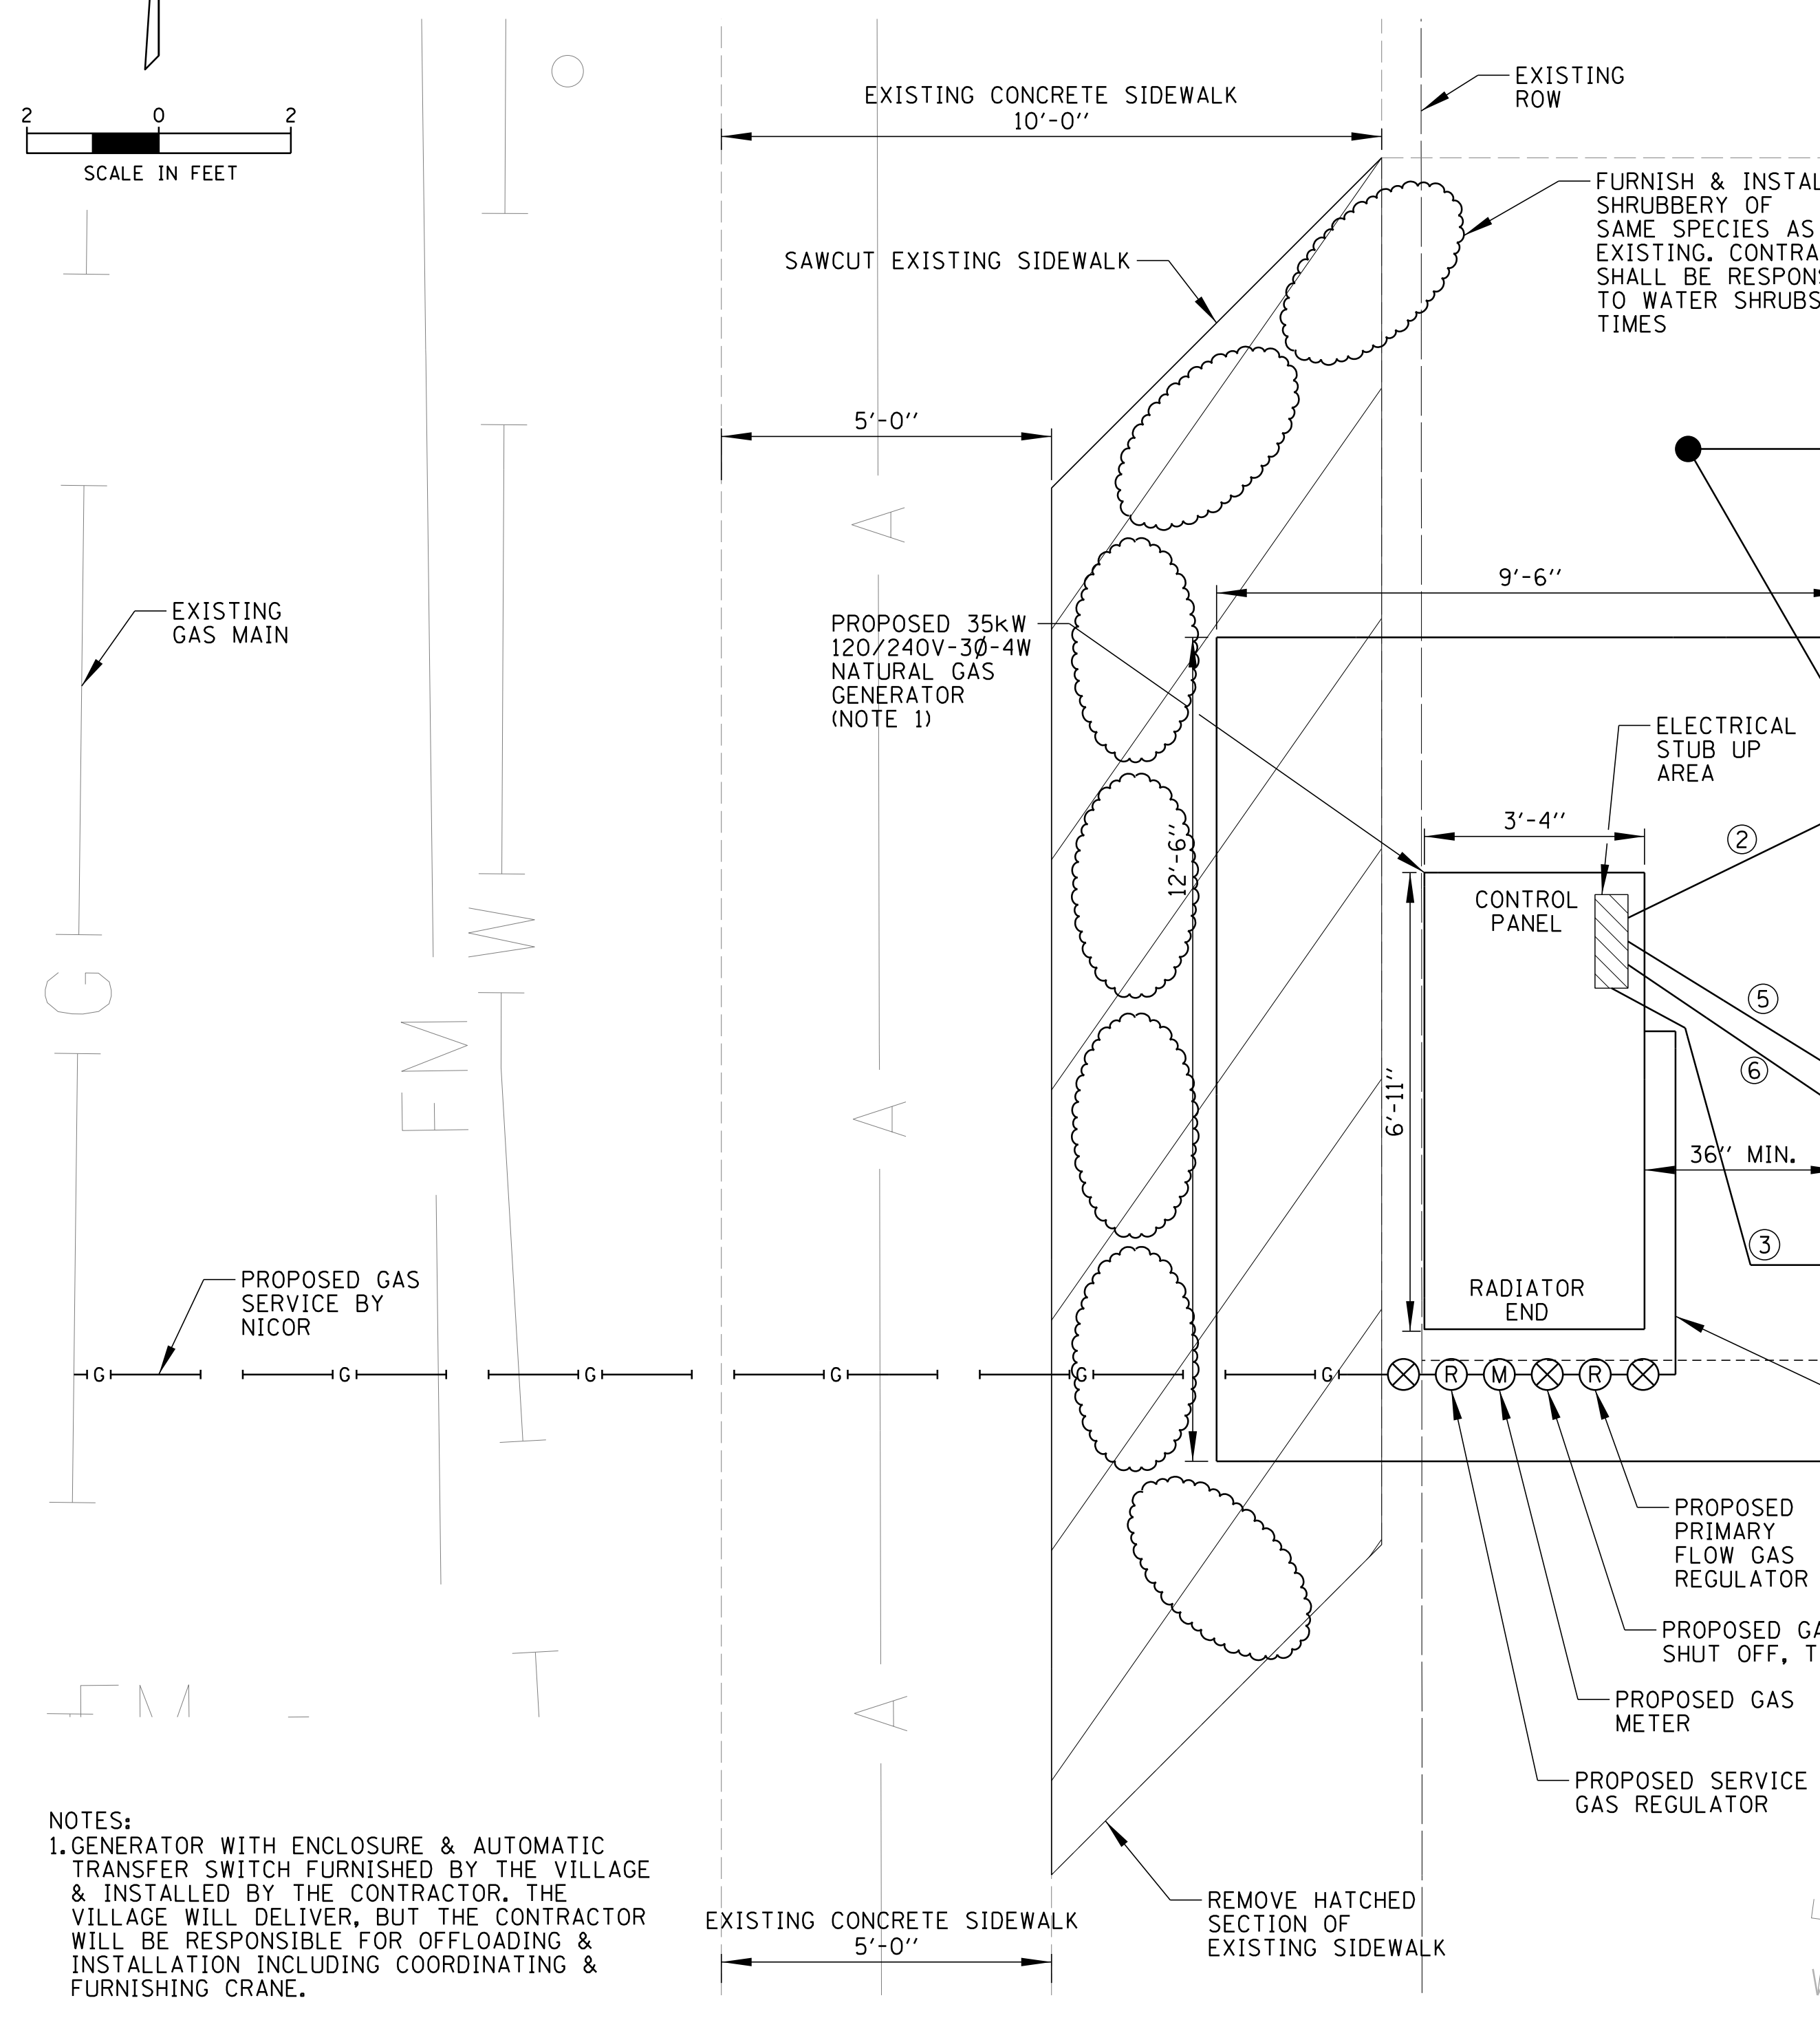 2 0 2
SCALE IN FEET
EXISTING CONCRETE SIDEWALK
10'-0''
EXISTING
ROW
FURNISH & INSTAL
SHRUBBERY OF
SAME SPECIES AS
EXISTING. CONTRA
SHALL BE RESPONS
TO WATER SHRUBS
TIMES
SAWCUT EXISTING SIDEWALK
5'-0''
A
9'-6''
EXISTING
GAS MAIN
PROPOSED 35kW
120/240V-3Ø-4W
NATURAL GAS
GENERATOR
(NOTE 1)
ELECTRICAL
STUB UP
AREA
3'-4''
2
12'-6''
CONTROL
PANEL
W
G
5
FM
6
A
6'-11''
36'' MIN.
3
PROPOSED GAS
SERVICE BY
NICOR
RADIATOR
END
G G G G G G R M R
PROPOSED
PRIMARY
FLOW GAS
REGULATOR
PROPOSED GA
SHUT OFF, T
FM
A
PROPOSED GAS
METER
PROPOSED SERVICE
GAS REGULATOR
NOTES:
1. GENERATOR WITH ENCLOSURE & AUTOMATIC
TRANSFER SWITCH FURNISHED BY THE VILLAGE
& INSTALLED BY THE CONTRACTOR. THE
VILLAGE WILL DELIVER, BUT THE CONTRACTOR
WILL BE RESPONSIBLE FOR OFFLOADING &
INSTALLATION INCLUDING COORDINATING &
FURNISHING CRANE.
REMOVE HATCHED
SECTION OF
EXISTING SIDEWALK
EXISTING CONCRETE SIDEWALK
5'-0''